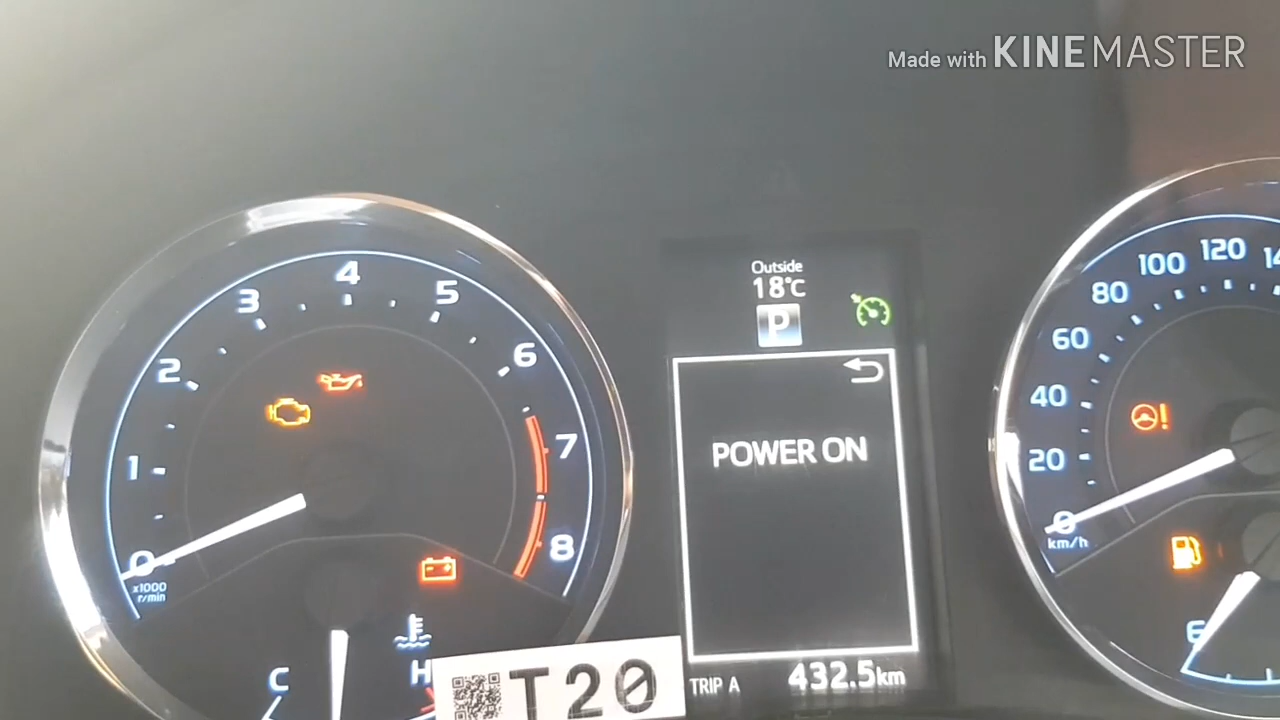 Made with KINEMASTER
Outside
18°C
P
POWER ON
TRIP A 432.5km
0
1
2
3
4
5
6
7
8
x1000
r/min
C
H
T20
0
20
40
60
80
100
120
km/h